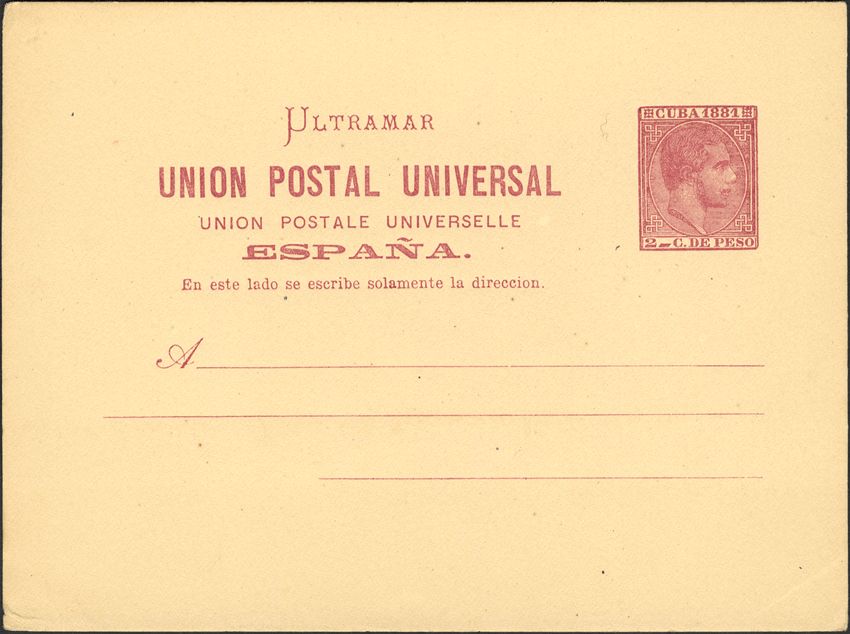 ULTRAMAR
CUBA 1881
UNION POSTAL UNIVERSAL
UNION POSTALE UNIVERSELLE
2 C. DE PESO
ESPAÑA.
En este lado se escribe solamente la direccion.
A